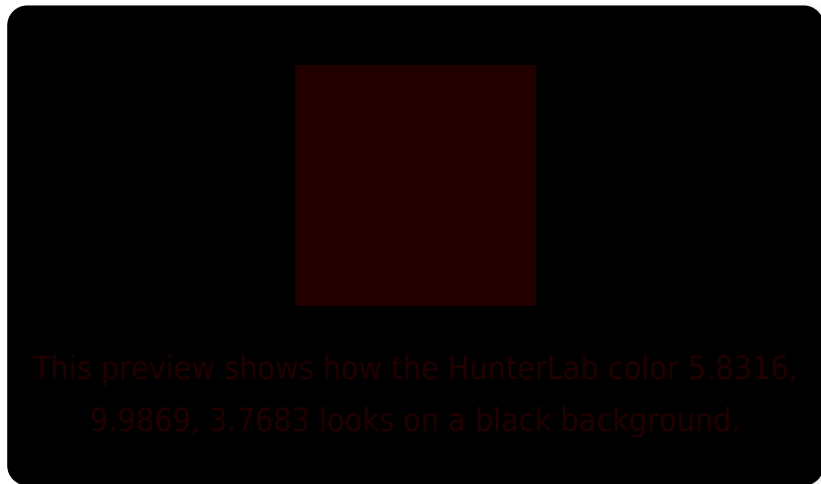 This preview shows how the HunterLab color 5.8316,
9.9869, 3.7683 looks on a black background.